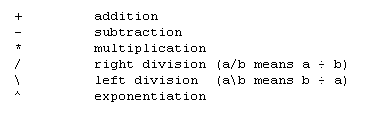 + addition
- subtraction
* multiplication
/ right division (a/b means a ÷ b)
\ left division (a\b means b ÷ a)
^ exponentiation